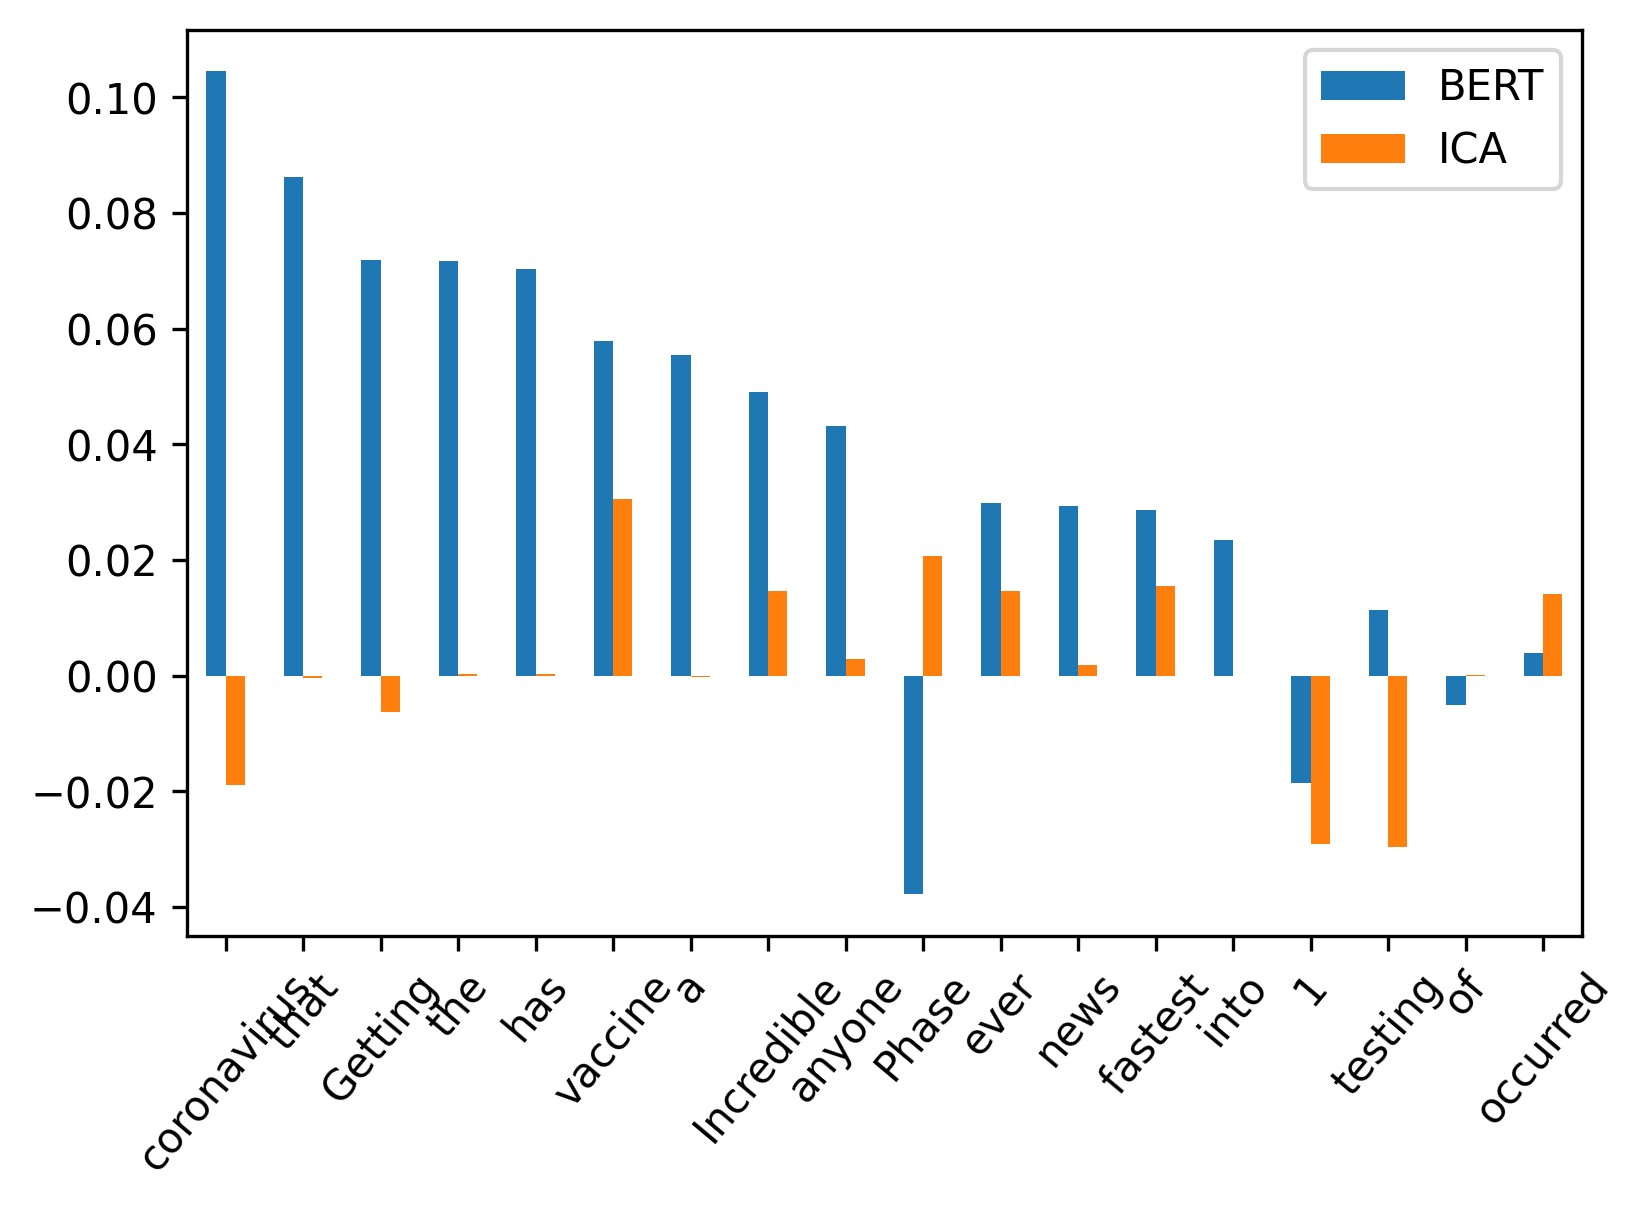 BERT
ICA
0.10
0.08
0.06
0.04
0.02
0.00
−0.02
−0.04
coronavirus
that
Getting
the
has
vaccine
a
Incredible
anyone
Phase
ever
news
fastest
into
1
testing
of
occurred